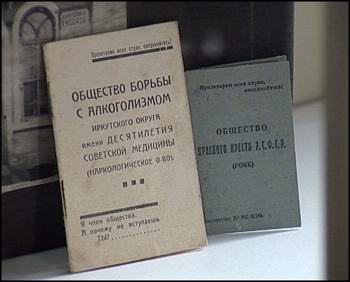 Пролетарии всех стран, соединяйтесь!
ОБЩЕСТВО БОРЬБЫ
С АЛКОГОЛИЗМОМ
ИРКУТСКОГО ОКРУГА
имени ДЕСЯТИЛЕТИЯ
СОВЕТСКОЙ МЕДИЦИНЫ
(НАРКОЛОГИЧЕСКОЕ О-ВО).
Я член общества.
А почему не вступаешь
ТЫ?............
Пролетарии всех стран,
соединяйтесь!
ОБЩЕСТВО
КРАСНОГО КРЕСТА Р.С.Ф.С.Р.
(РОКК)